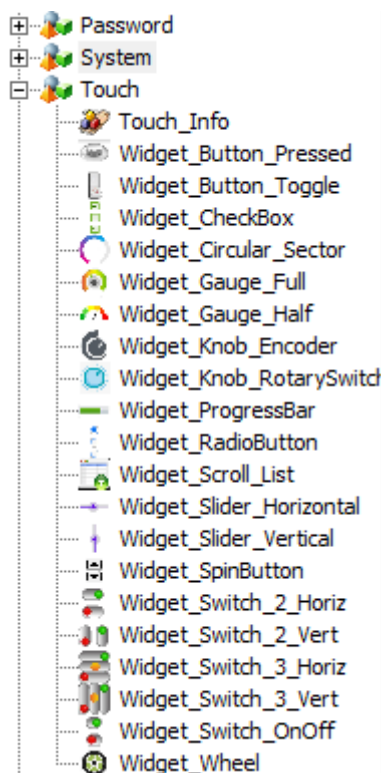 Password
System
Touch
Touch_Info
Widget_Button_Pressed
Widget_Button_Toggle
Widget_CheckBox
Widget_Circular_Sector
Widget_Gauge_Full
Widget_Gauge_Half
Widget_Knob_Encoder
Widget_Knob_RotarySwitch
Widget_ProgressBar
Widget_RadioButton
Widget_Scroll_List
Widget_Slider_Horizontal
Widget_Slider_Vertical
Widget_SpinButton
Widget_Switch_2_Horiz
Widget_Switch_2_Vert
Widget_Switch_3_Horiz
Widget_Switch_3_Vert
Widget_Switch_OnOff
Widget_Wheel